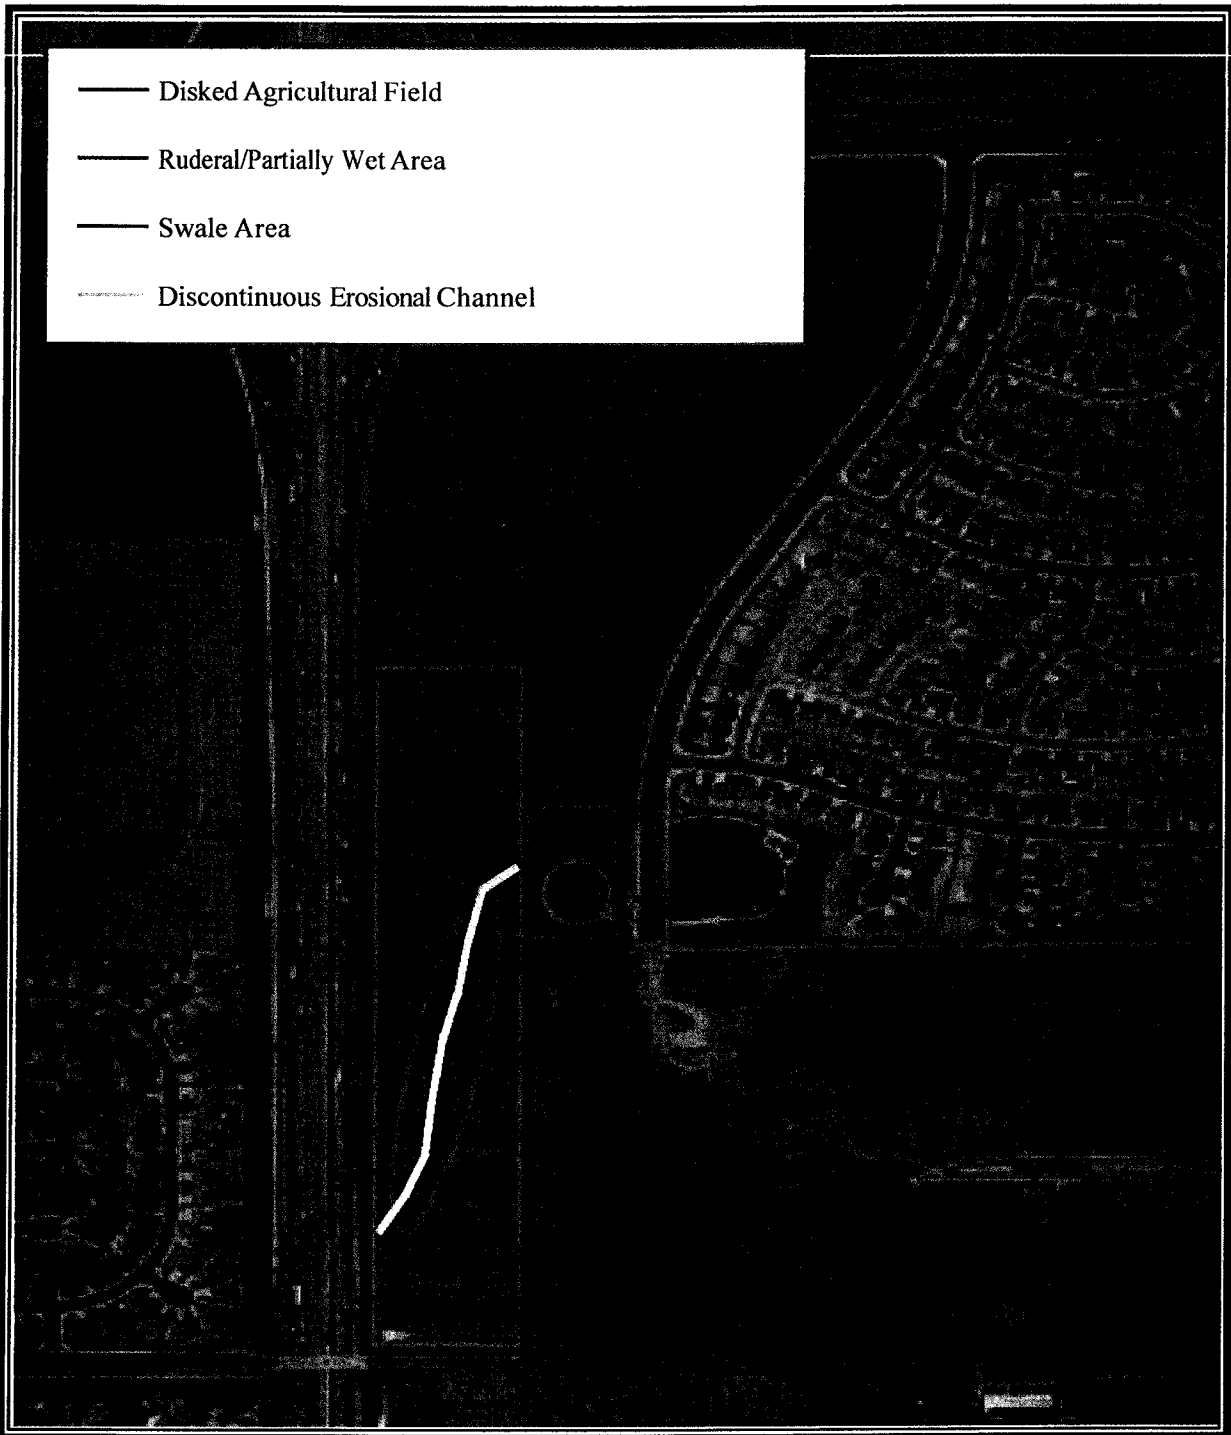 Disked Agricultural Field
Ruderal/Partially Wet Area
Swale Area
Discontinuous Erosional Channel